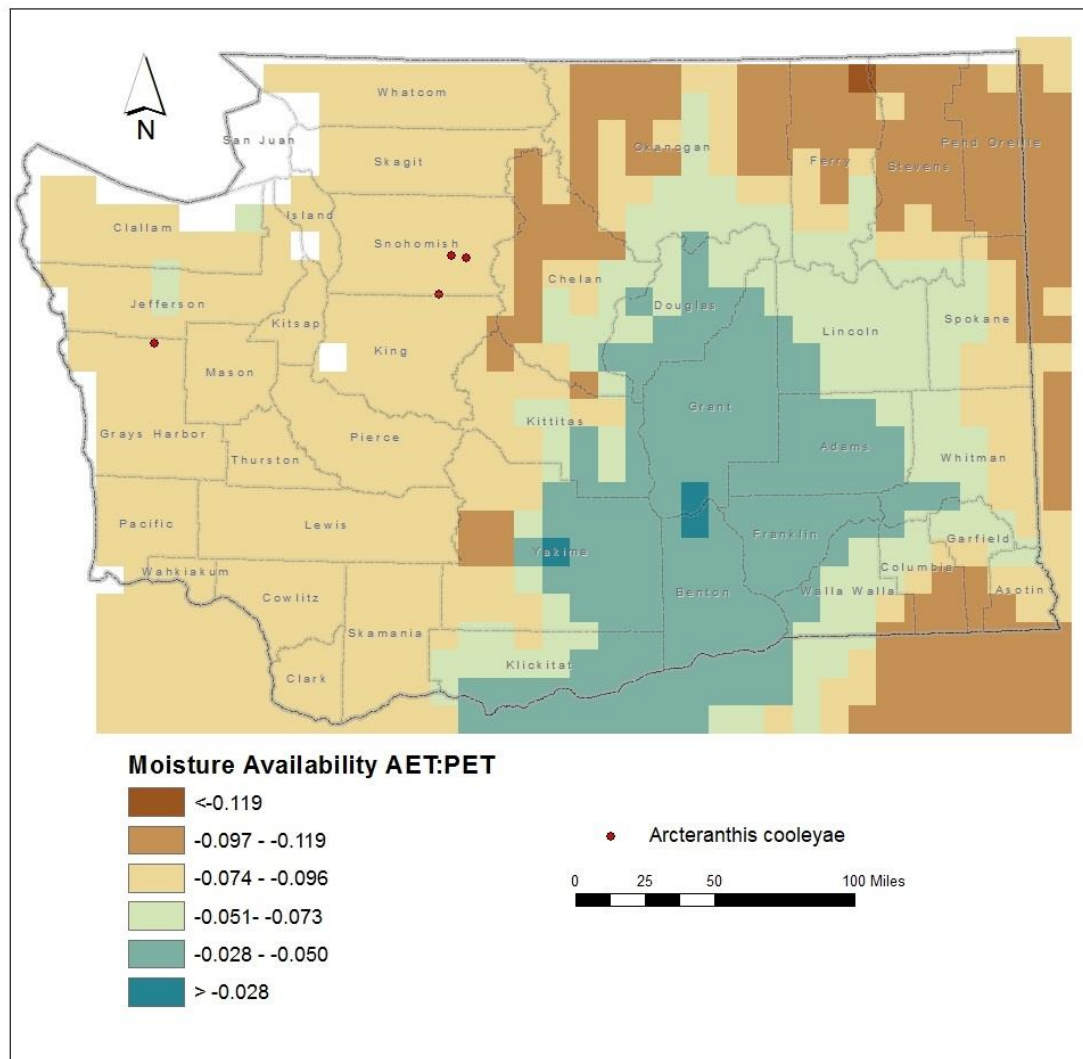 Whatcom
N
San Juan
Okanogan
Pend Oreille
Skagit
Ferry
Stevens
Island
Clallam
Snohomish
Chelan
Jefferson
Douglas
Kitsap
Lincoln
Spokane
King
Mason
Grant
Kittitas
Grays Harbor
Pierce
Adams
Thurston
Whitman
Pacific
Lewis
Franklin
Garfield
Yakima
Wahkiakum
Columbia
Cowlitz
Benton
Walla Walla
Asotin
Skamania
Klickitat
Clark
Moisture Availability AET:PET
<-0.119
-0.097 - -0.119
-0.074 - -0.096
-0.051- -0.073
-0.028 - -0.050
> -0.028
Arcteranthis cooleyae
0 25 50 100 Miles